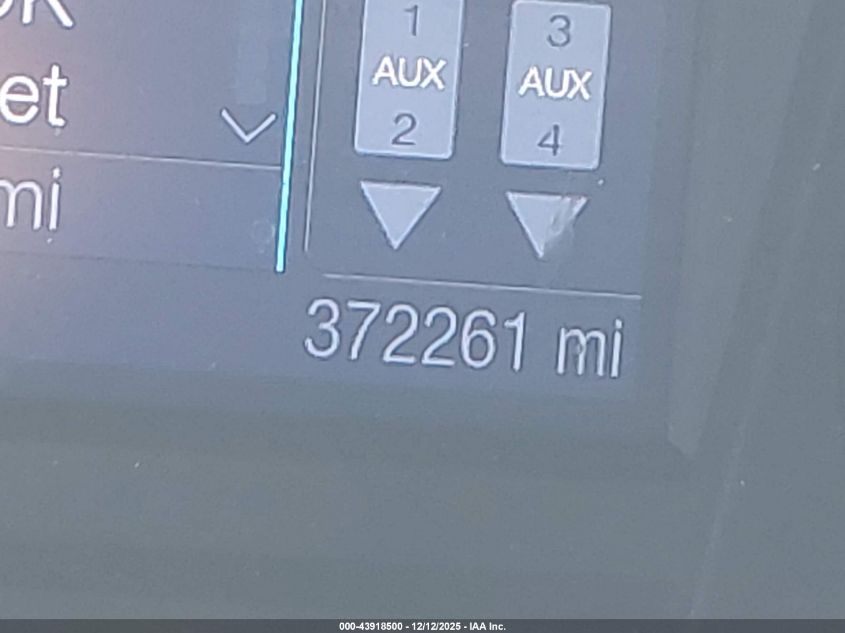 1
AUX
2
3
AUX
4
et
mi
372261 mi
000-43918500 - 12/12/2025 - IAA Inc.